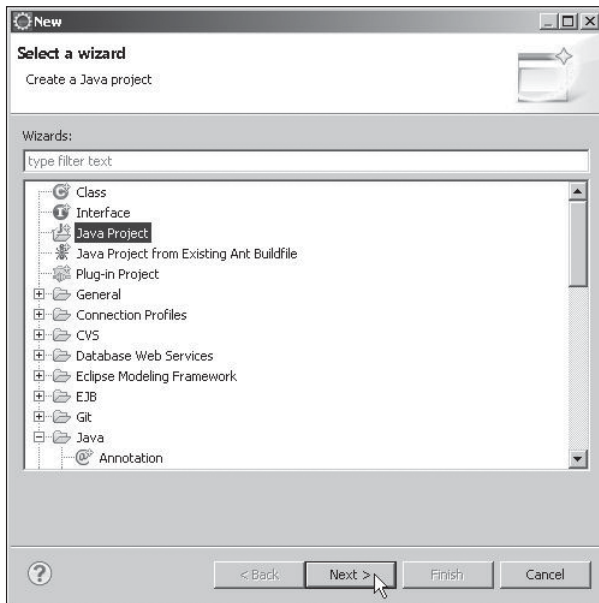 New
Select a wizard
Create a Java project
Wizards:
type filter text
Class
Interface
Java Project
Java Project from Existing Ant Buildfile
Plug-in Project
General
Connection Profiles
CVS
Database Web Services
Eclipse Modeling Framework
EJB
Git
Java
Annotation
? < Back Next > Finish Cancel